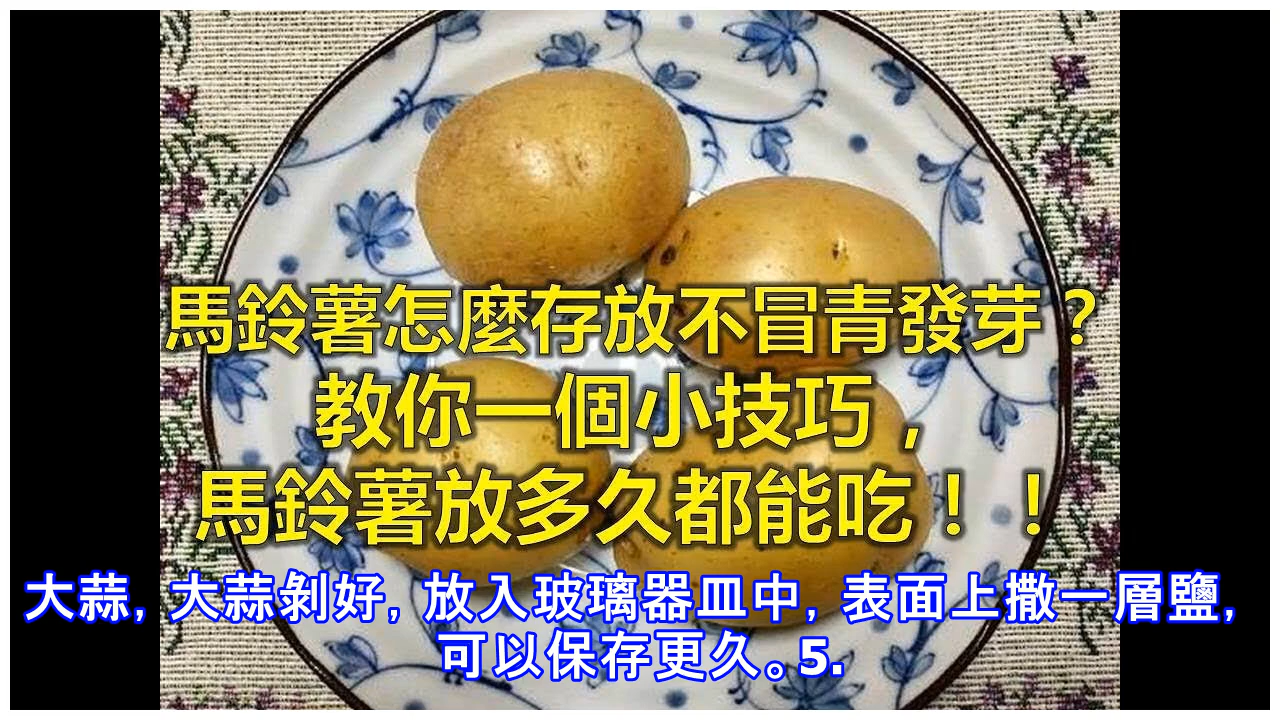 馬鈴薯怎麼存放不冒青發芽？
教你一個小技巧，
馬鈴薯放多久都能吃！！
大蒜, 大蒜剝好, 放入玻璃器皿中, 表面上撒一層鹽,
可以保存更久。5.